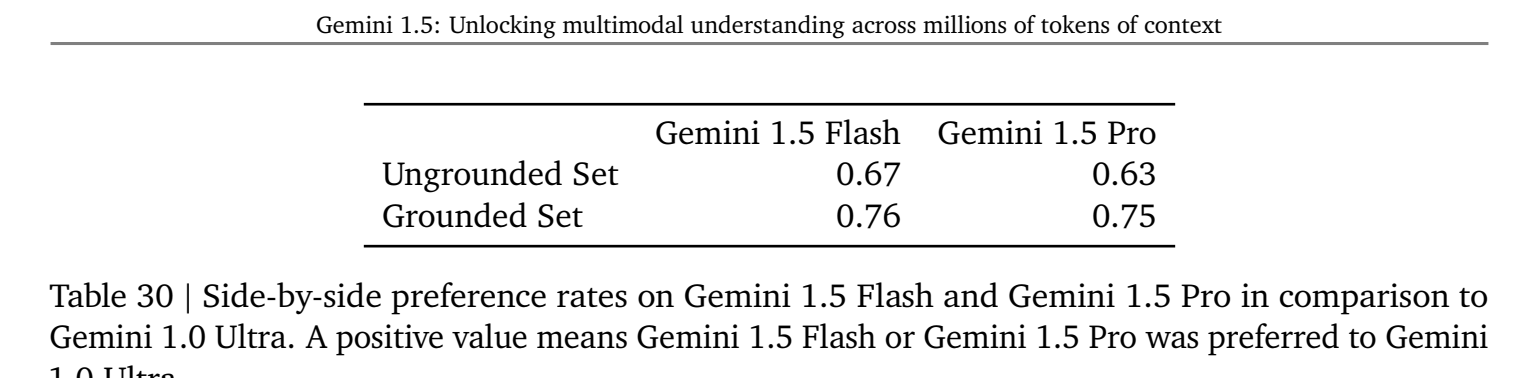 Gemini 1.5: Unlocking multimodal understanding across millions of tokens of context
Gemini 1.5 Flash Gemini 1.5 Pro
Ungrounded Set 0.67 0.63
Grounded Set 0.76 0.75
Table 30 | Side-by-side preference rates on Gemini 1.5 Flash and Gemini 1.5 Pro in comparison to
Gemini 1.0 Ultra. A positive value means Gemini 1.5 Flash or Gemini 1.5 Pro was preferred to Gemini
1.0 Ultra